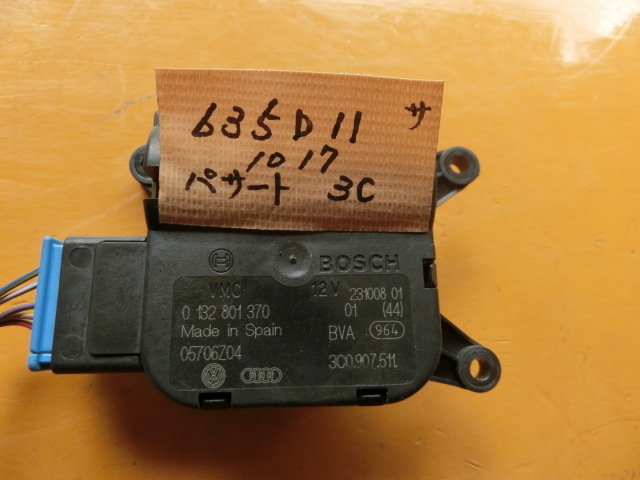 サ
635D11
1017
パサート 3C
BOSCH
VMC 12V 231008 01
0 132 801 370 01 (44)
Made in Spain BVA 964
05706Z04 3C0.907.511.